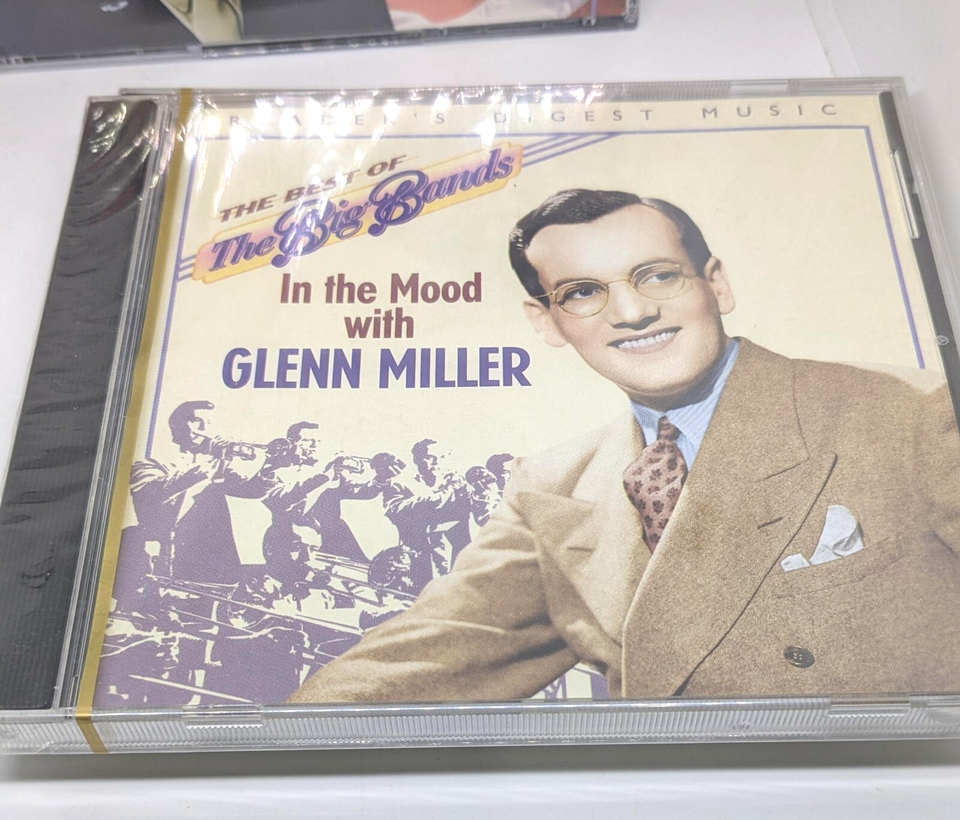 READER'S DIGEST MUSIC
THE BEST OF
The Big Bands
In the Mood
with
GLENN MILLER